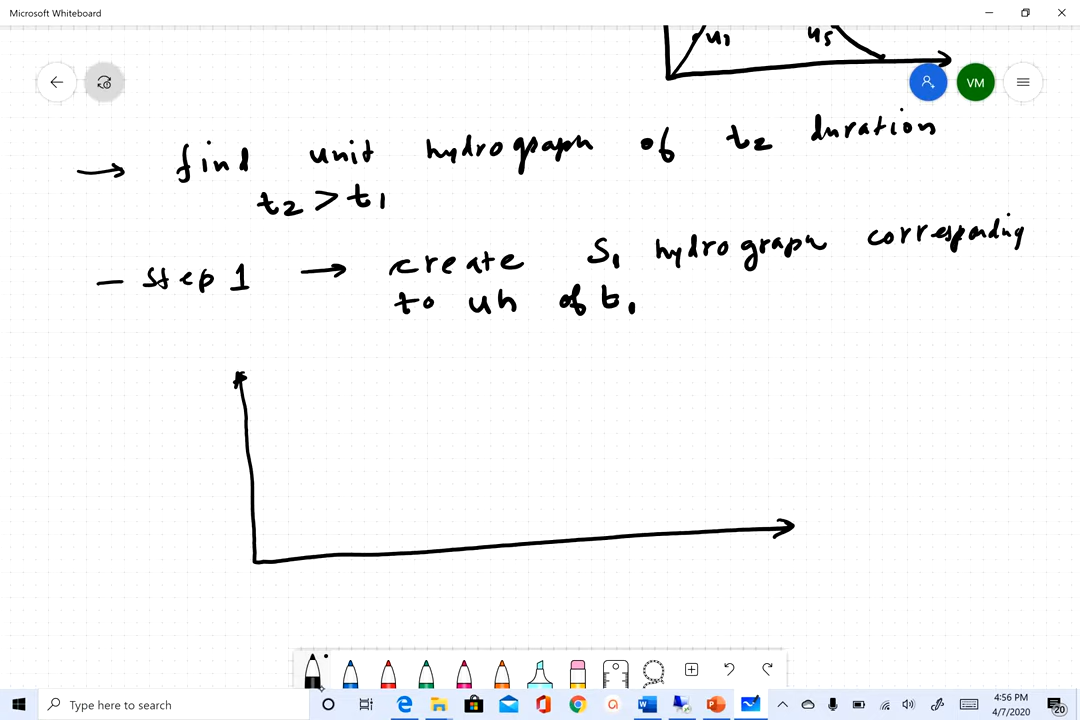 Microsoft Whiteboard
u1 u5
VM
→ find unit hydrograph of t2 duration
t2 > t1
- Step 1 → create S1 hydrograph corresponding
to uh of t1
Type here to search
4:56 PM
4/7/2020
20